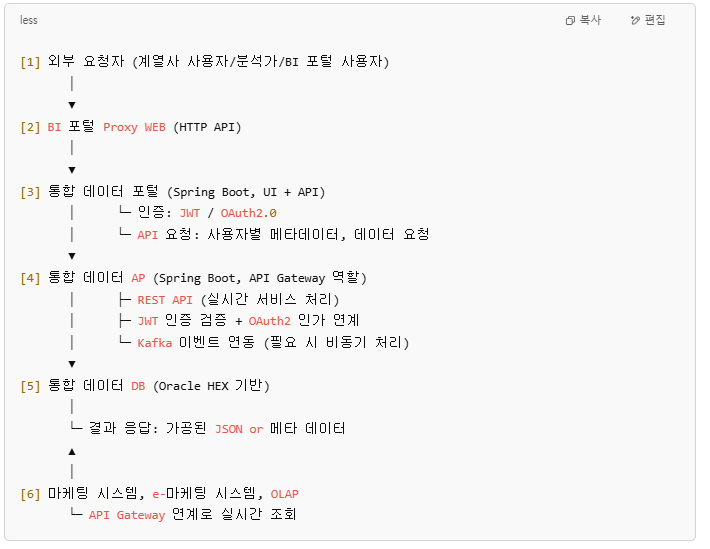 less
복사
편집
[1] 외부 요청자 (계열사 사용자/분석가/BI 포털 사용자)
│
▼
[2] BI 포털 Proxy WEB (HTTP API)
│
▼
[3] 통합 데이터 포털 (Spring Boot, UI + API)
│ └─ 인증: JWT / OAuth2.0
│ └─ API 요청: 사용자별 메타데이터, 데이터 요청
▼
[4] 통합 데이터 AP (Spring Boot, API Gateway 역할)
│ ├─ REST API (실시간 서비스 처리)
│ ├─ JWT 인증 검증 + OAuth2 인가 연계
│ └─ Kafka 이벤트 연동 (필요 시 비동기 처리)
▼
[5] 통합 데이터 DB (Oracle HEX 기반)
│
└─ 결과 응답: 가공된 JSON or 메타 데이터
▲
│
[6] 마케팅 시스템, e-마케팅 시스템, OLAP
└─ API Gateway 연계로 실시간 조회